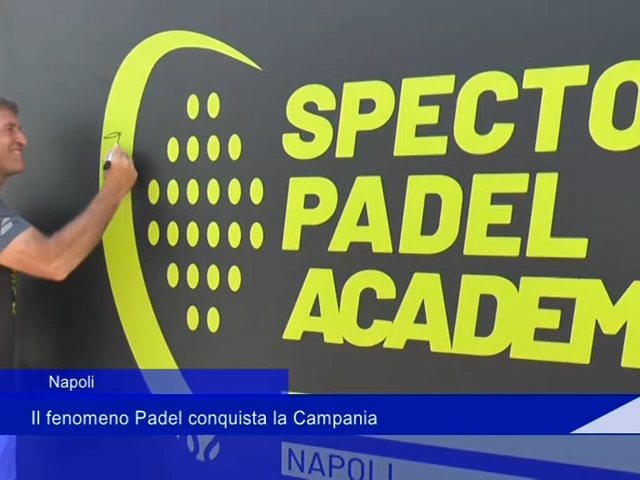 SPECTO
PADEL
ACADEM
Napoli
Il fenomeno Padel conquista la Campania
NAPOLI